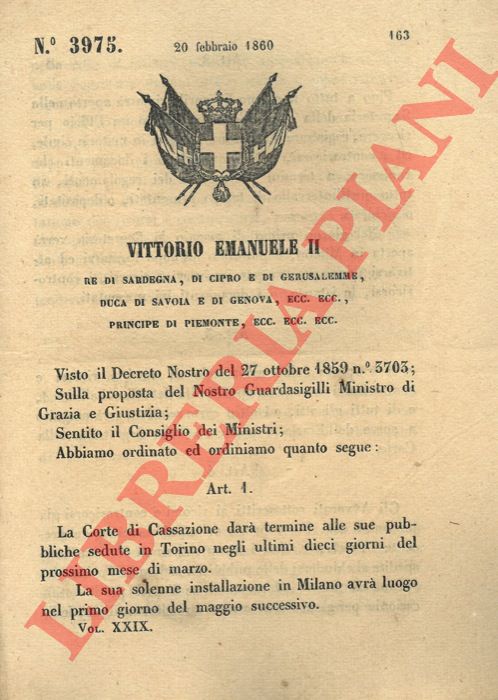 N.° 3975.
20 febbraio 1860
163
VITTORIO EMANUELE II
RE DI SARDEGNA, DI CIPRO E DI GERUSALEMME,
DUCA DI SAVOIA E DI GENOVA, ECC. ECC.,
PRINCIPE DI PIEMONTE, ECC. ECC. ECC.
Visto il Decreto Nostro del 27 ottobre 1859 n.° 3703;
Sulla proposta del Nostro Guardasigilli Ministro di
Grazia e Giustizia;
Sentito il Consiglio dei Ministri;
Abbiamo ordinato ed ordiniamo quanto segue:
Art. 1.
La Corte di Cassazione darà termine alle sue pub-
bliche sedute in Torino negli ultimi dieci giorni del
prossimo mese di marzo.
La sua solenne installazione in Milano avrà luogo
nel primo giorno del maggio successivo.
VOL. XXIX.
LIBRERIA PIANI